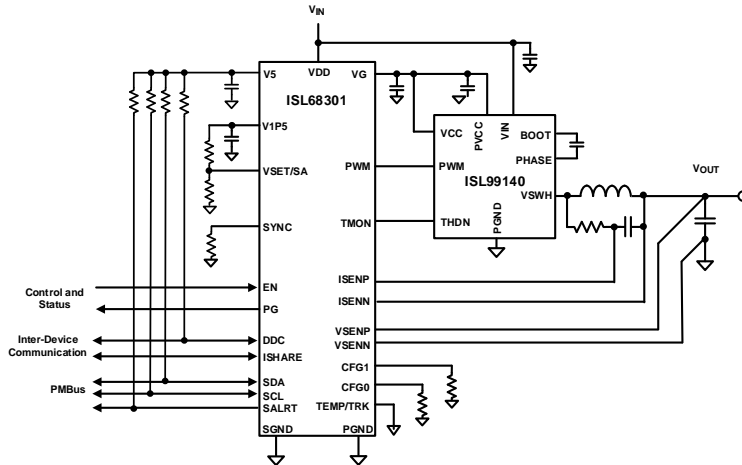 VIN
V5
VDD
VG
ISL68301
V1P5
VCC
PVCC
VIN
BOOT
PHASE
VSET/SA
PWM
PWM
ISL99140
VOUT
VSWH
SYNC
TMON
THDN
PGND
ISENP
Control and
Status
EN
ISENN
PG
VSENP
Inter-Device
Communication
DDC
VSENN
ISHARE
CFG1
PMBus
SDA
CFG0
SCL
SALRT
TEMP/TRK
SGND
PGND